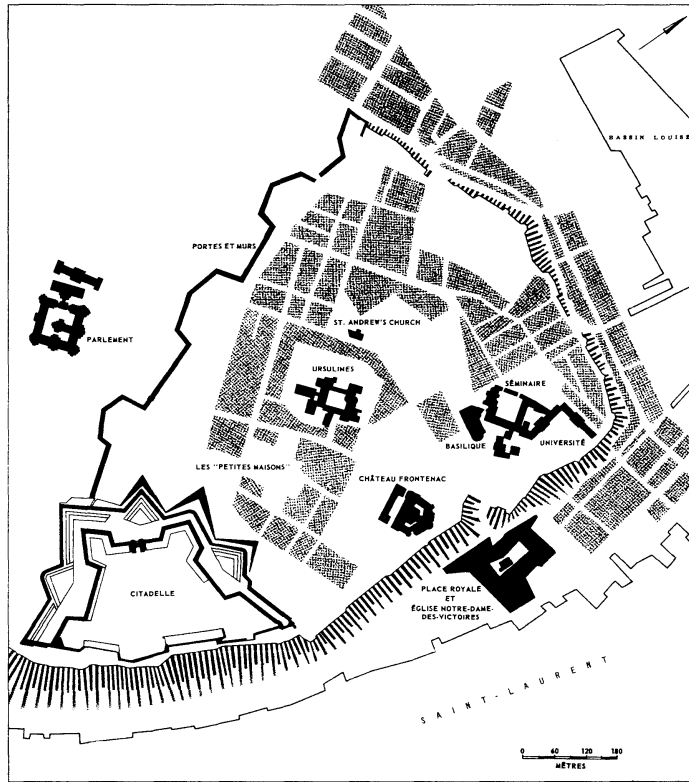 BASSIN LOUISE
PORTES ET MURS
PARLEMENT
ST. ANDREW'S CHURCH
URSULINES
SÉMINAIRE
BASILIQUE
UNIVERSITÉ
LES "PETITES MAISONS"
CHÂTEAU FRONTENAC
CITADELLE
PLACE ROYALE
ET
ÉGLISE NOTRE-DAME-
DES-VICTOIRES
SAINT-LAURENT
0 60 120 180
MÈTRES